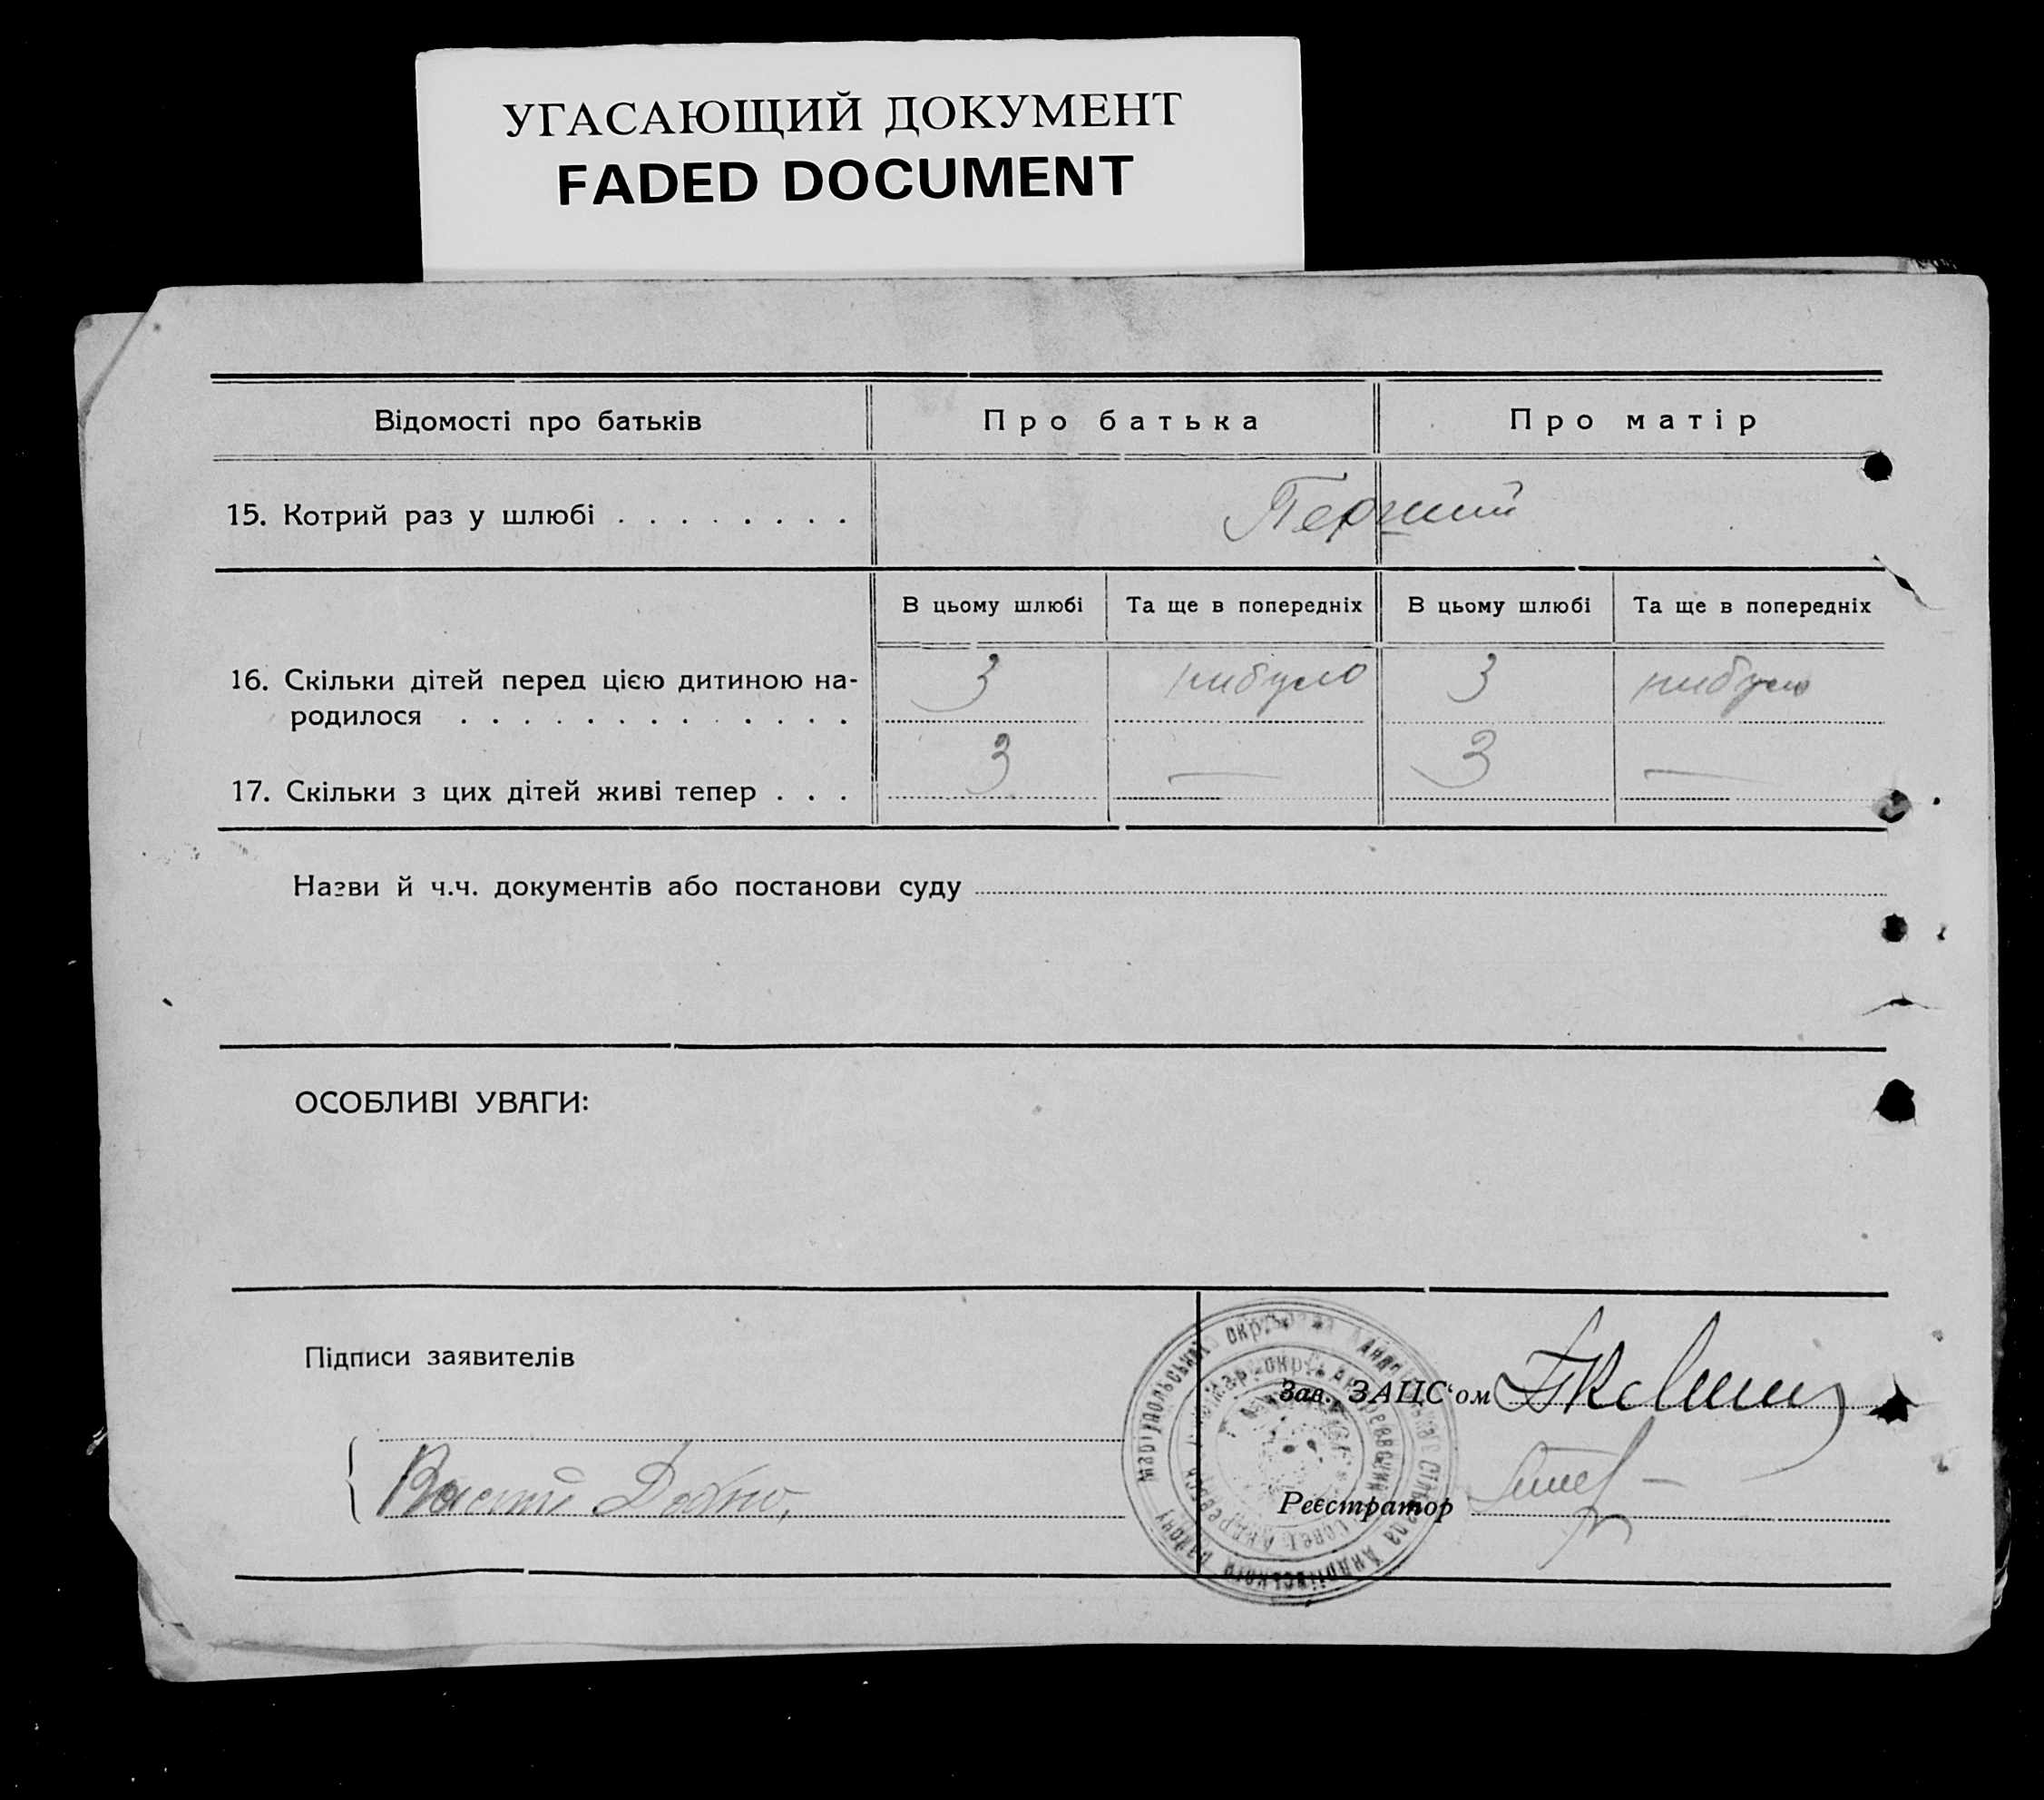 УГАСАЮЩИЙ ДОКУМЕНТ
FADED DOCUMENT
Відомості про батьків
Про батька
Про матір
15. Котрий раз у шлюбі . . . . . . . .
Перший
В цьому шлюбі
Та ще в попередніх
В цьому шлюбі
Та ще в попередніх
16. Скільки дітей перед цією дитиною на-
родилося . . . . . . . . . . . . .
3
нибуло
3
нибуло
17. Скільки з цих дітей живі тепер . . .
3
—
3
—
Назви й ч.ч. документів або постанови суду
ОСОБЛИВІ УВАГИ:
Підписи заявителів
Зав. ЗАЦС‘ом
Реєстратор